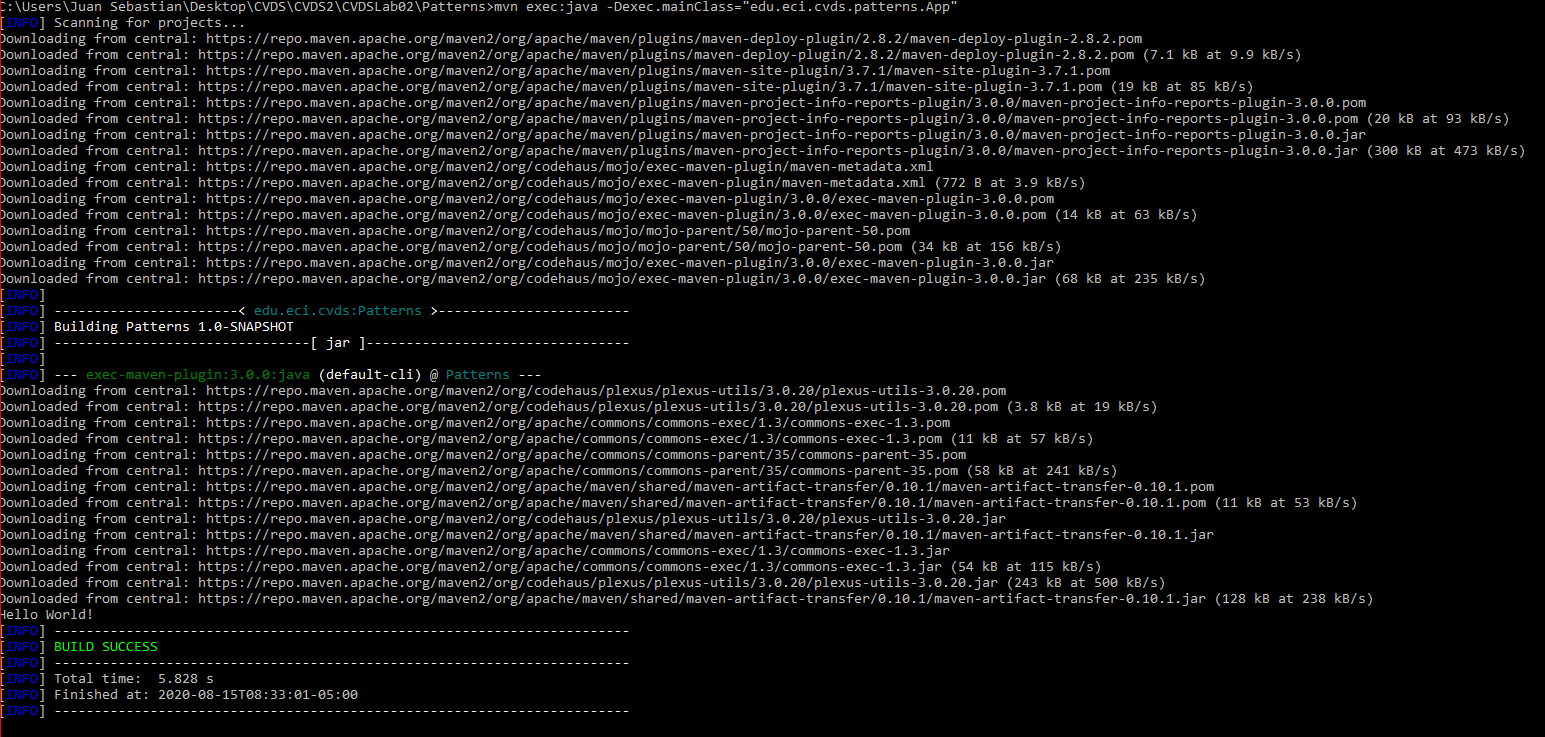 C:\Users\Juan Sebastian\Desktop\CVDS\CVDS2\CVDSLab02\Patterns>mvn exec:java -Dexec.mainClass="edu.eci.cvds.patterns.App"
[INFO] Scanning for projects...
Downloading from central: https://repo.maven.apache.org/maven2/org/apache/maven/plugins/maven-deploy-plugin/2.8.2/maven-deploy-plugin-2.8.2.pom
Downloaded from central: https://repo.maven.apache.org/maven2/org/apache/maven/plugins/maven-deploy-plugin/2.8.2/maven-deploy-plugin-2.8.2.pom (7.1 kB at 9.9 kB/s)
Downloading from central: https://repo.maven.apache.org/maven2/org/apache/maven/plugins/maven-site-plugin/3.7.1/maven-site-plugin-3.7.1.pom
Downloaded from central: https://repo.maven.apache.org/maven2/org/apache/maven/plugins/maven-site-plugin/3.7.1/maven-site-plugin-3.7.1.pom (19 kB at 85 kB/s)
Downloading from central: https://repo.maven.apache.org/maven2/org/apache/maven/plugins/maven-project-info-reports-plugin/3.0.0/maven-project-info-reports-plugin-3.0.0.pom
Downloaded from central: https://repo.maven.apache.org/maven2/org/apache/maven/plugins/maven-project-info-reports-plugin/3.0.0/maven-project-info-reports-plugin-3.0.0.pom (20 kB at 93 kB/s)
Downloading from central: https://repo.maven.apache.org/maven2/org/apache/maven/plugins/maven-project-info-reports-plugin/3.0.0/maven-project-info-reports-plugin-3.0.0.jar
Downloaded from central: https://repo.maven.apache.org/maven2/org/apache/maven/plugins/maven-project-info-reports-plugin/3.0.0/maven-project-info-reports-plugin-3.0.0.jar (300 kB at 473 kB/s)
Downloading from central: https://repo.maven.apache.org/maven2/org/codehaus/mojo/exec-maven-plugin/maven-metadata.xml
Downloaded from central: https://repo.maven.apache.org/maven2/org/codehaus/mojo/exec-maven-plugin/maven-metadata.xml (772 B at 3.9 kB/s)
Downloading from central: https://repo.maven.apache.org/maven2/org/codehaus/mojo/exec-maven-plugin/3.0.0/exec-maven-plugin-3.0.0.pom
Downloaded from central: https://repo.maven.apache.org/maven2/org/codehaus/mojo/exec-maven-plugin/3.0.0/exec-maven-plugin-3.0.0.pom (14 kB at 63 kB/s)
Downloading from central: https://repo.maven.apache.org/maven2/org/codehaus/mojo/mojo-parent/50/mojo-parent-50.pom
Downloaded from central: https://repo.maven.apache.org/maven2/org/codehaus/mojo/mojo-parent/50/mojo-parent-50.pom (34 kB at 156 kB/s)
Downloading from central: https://repo.maven.apache.org/maven2/org/codehaus/mojo/exec-maven-plugin/3.0.0/exec-maven-plugin-3.0.0.jar
Downloaded from central: https://repo.maven.apache.org/maven2/org/codehaus/mojo/exec-maven-plugin/3.0.0/exec-maven-plugin-3.0.0.jar (68 kB at 235 kB/s)
[INFO]
[INFO] -----------------------< edu.eci.cvds:Patterns >------------------------
[INFO] Building Patterns 1.0-SNAPSHOT
[INFO] --------------------------------[ jar ]---------------------------------
[INFO]
[INFO] --- exec-maven-plugin:3.0.0:java (default-cli) @ Patterns ---
Downloading from central: https://repo.maven.apache.org/maven2/org/codehaus/plexus/plexus-utils/3.0.20/plexus-utils-3.0.20.pom
Downloaded from central: https://repo.maven.apache.org/maven2/org/codehaus/plexus/plexus-utils/3.0.20/plexus-utils-3.0.20.pom (3.8 kB at 19 kB/s)
Downloading from central: https://repo.maven.apache.org/maven2/org/apache/commons/commons-exec/1.3/commons-exec-1.3.pom
Downloaded from central: https://repo.maven.apache.org/maven2/org/apache/commons/commons-exec/1.3/commons-exec-1.3.pom (11 kB at 57 kB/s)
Downloading from central: https://repo.maven.apache.org/maven2/org/apache/commons/commons-parent/35/commons-parent-35.pom
Downloaded from central: https://repo.maven.apache.org/maven2/org/apache/commons/commons-parent/35/commons-parent-35.pom (58 kB at 241 kB/s)
Downloading from central: https://repo.maven.apache.org/maven2/org/apache/maven/shared/maven-artifact-transfer/0.10.1/maven-artifact-transfer-0.10.1.pom
Downloaded from central: https://repo.maven.apache.org/maven2/org/apache/maven/shared/maven-artifact-transfer/0.10.1/maven-artifact-transfer-0.10.1.pom (11 kB at 53 kB/s)
Downloading from central: https://repo.maven.apache.org/maven2/org/codehaus/plexus/plexus-utils/3.0.20/plexus-utils-3.0.20.jar
Downloading from central: https://repo.maven.apache.org/maven2/org/apache/maven/shared/maven-artifact-transfer/0.10.1/maven-artifact-transfer-0.10.1.jar
Downloading from central: https://repo.maven.apache.org/maven2/org/apache/commons/commons-exec/1.3/commons-exec-1.3.jar
Downloaded from central: https://repo.maven.apache.org/maven2/org/apache/commons/commons-exec/1.3/commons-exec-1.3.jar (54 kB at 115 kB/s)
Downloaded from central: https://repo.maven.apache.org/maven2/org/codehaus/plexus/plexus-utils/3.0.20/plexus-utils-3.0.20.jar (243 kB at 500 kB/s)
Downloaded from central: https://repo.maven.apache.org/maven2/org/apache/maven/shared/maven-artifact-transfer/0.10.1/maven-artifact-transfer-0.10.1.jar (128 kB at 238 kB/s)
Hello World!
[INFO] ------------------------------------------------------------------------
[INFO] BUILD SUCCESS
[INFO] ------------------------------------------------------------------------
[INFO] Total time:  5.828 s
[INFO] Finished at: 2020-08-15T08:33:01-05:00
[INFO] ------------------------------------------------------------------------